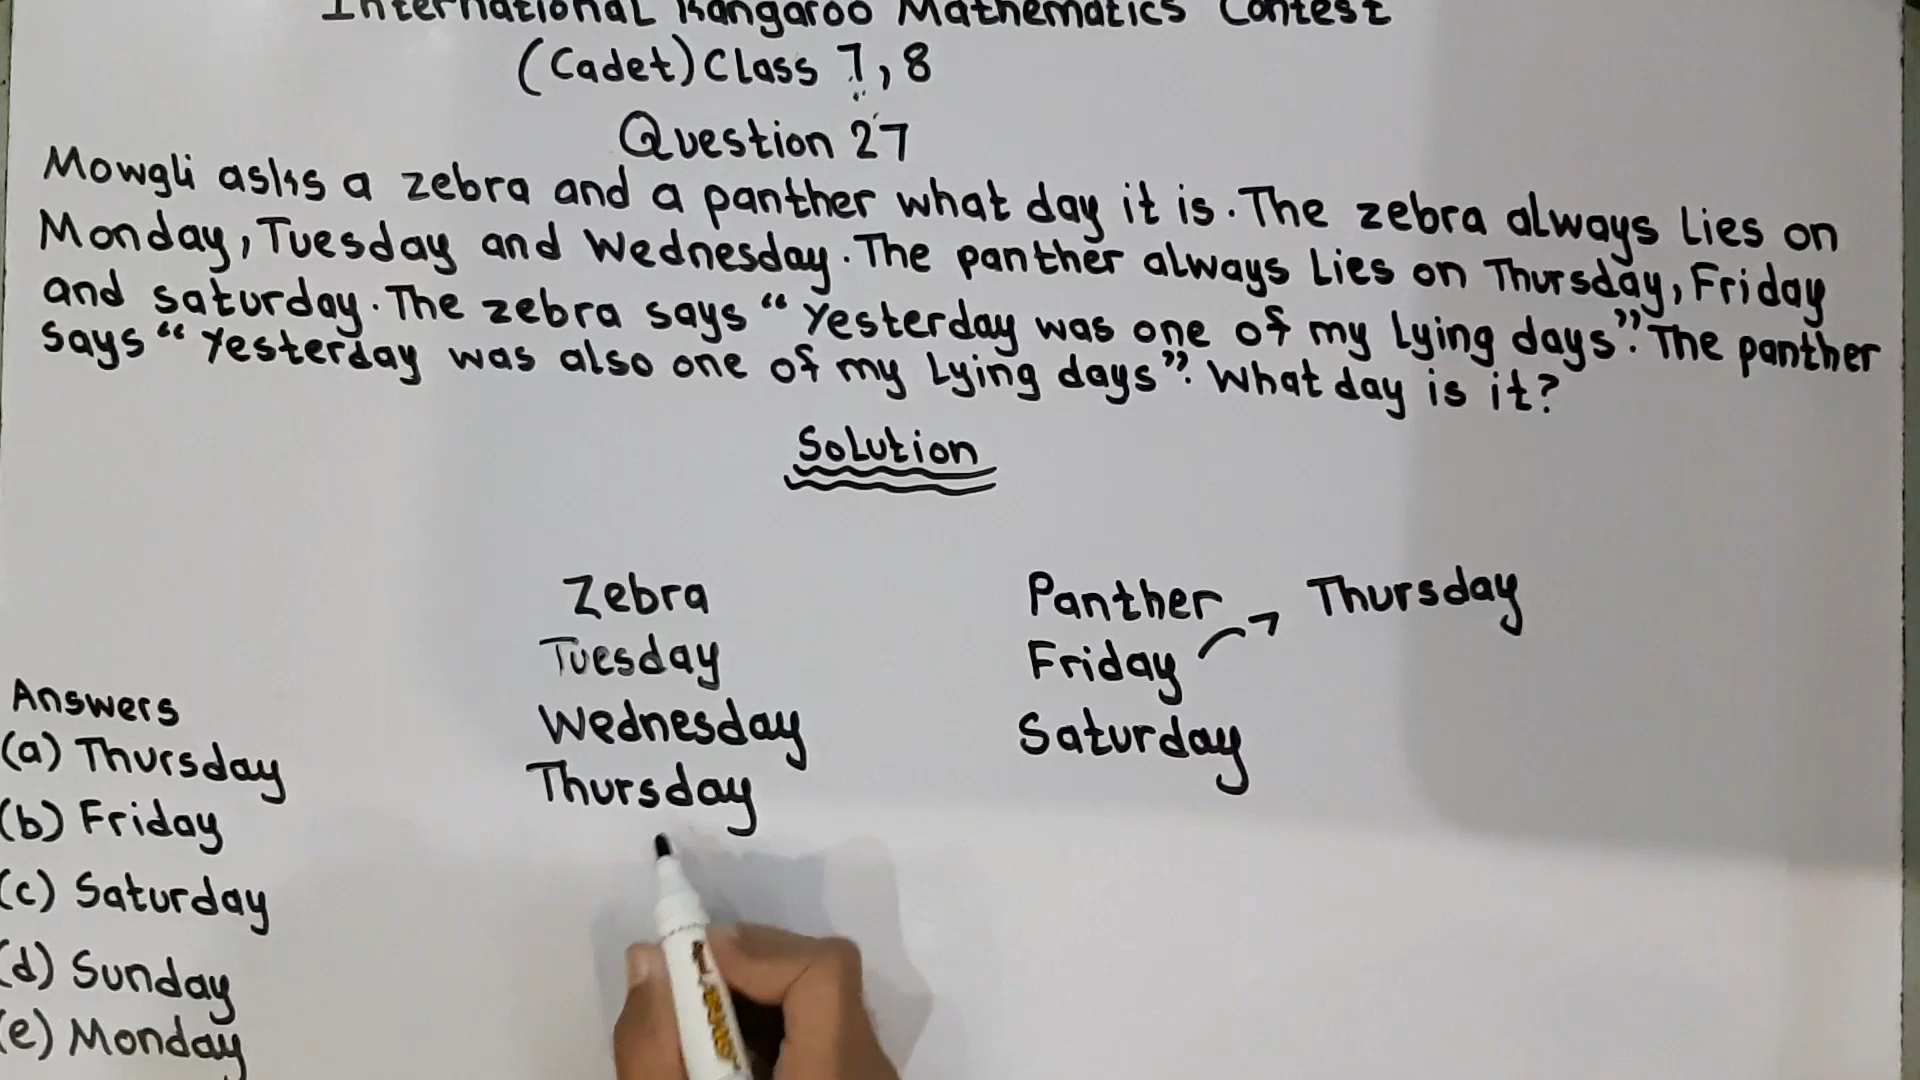 International Kangaroo Mathematics Contest
(Cadet) Class 7, 8
Question 27
Mowgli asks a zebra and a panther what day it is. The zebra always lies on
Monday, Tuesday and Wednesday. The panther always lies on Thursday, Friday
and saturday. The zebra says “Yesterday was one of my lying days”. The panther
says “Yesterday was also one of my lying days”. What day is it?
Solution
Zebra
Tuesday
Wednesday
Thursday
Panther
Friday → Thursday
Saturday
Answers
(a) Thursday
(b) Friday
(c) Saturday
(d) Sunday
(e) Monday